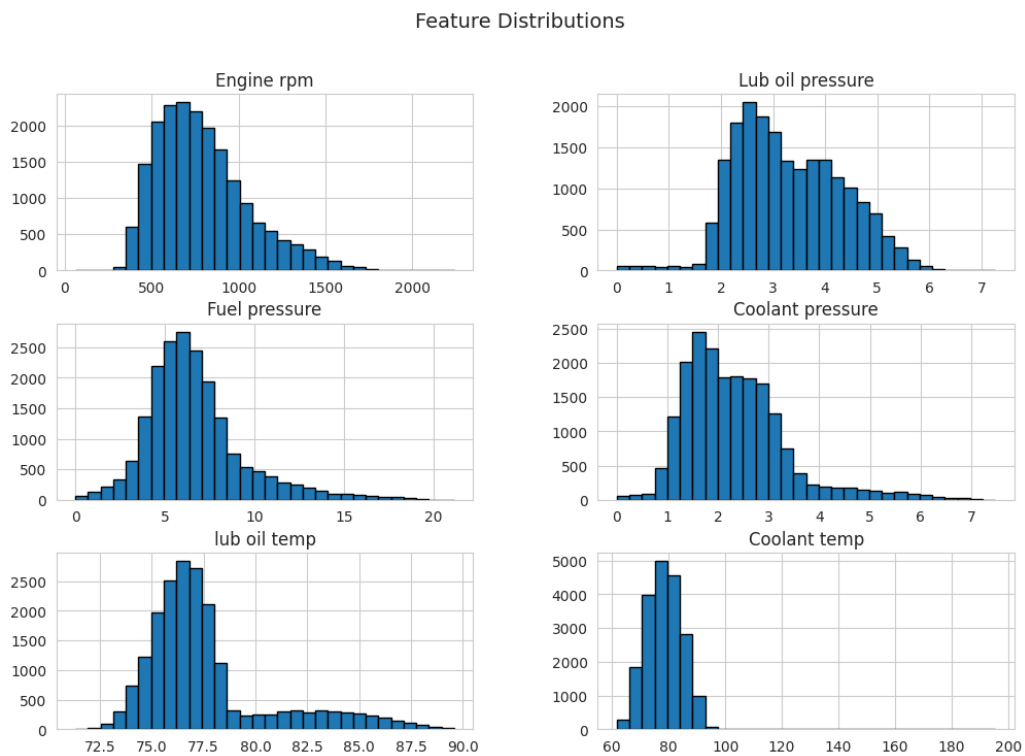 Feature Distributions
Engine rpm
2000
1500
1000
500
0
0 500 1000 1500 2000
Lub oil pressure
2000
1500
1000
500
0
0 1 2 3 4 5 6 7
Fuel pressure
2500
2000
1500
1000
500
0
0 5 10 15 20
Coolant pressure
2500
2000
1500
1000
500
0
0 1 2 3 4 5 6 7
lub oil temp
2500
2000
1500
1000
500
0
72.5 75.0 77.5 80.0 82.5 85.0 87.5 90.0
Coolant temp
5000
4000
3000
2000
1000
0
60 80 100 120 140 160 180 200